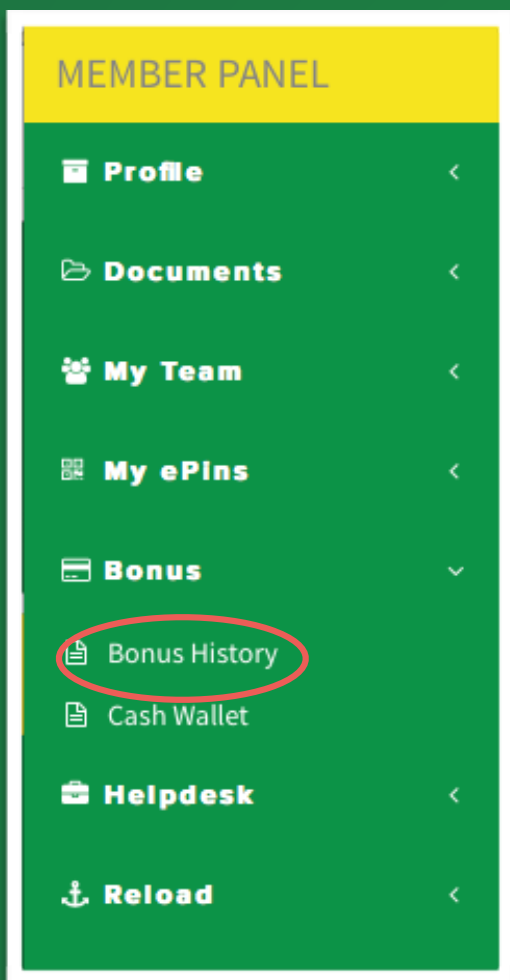 MEMBER PANEL
Profile
Documents
My Team
My ePins
Bonus
Bonus History
Cash Wallet
Helpdesk
Reload